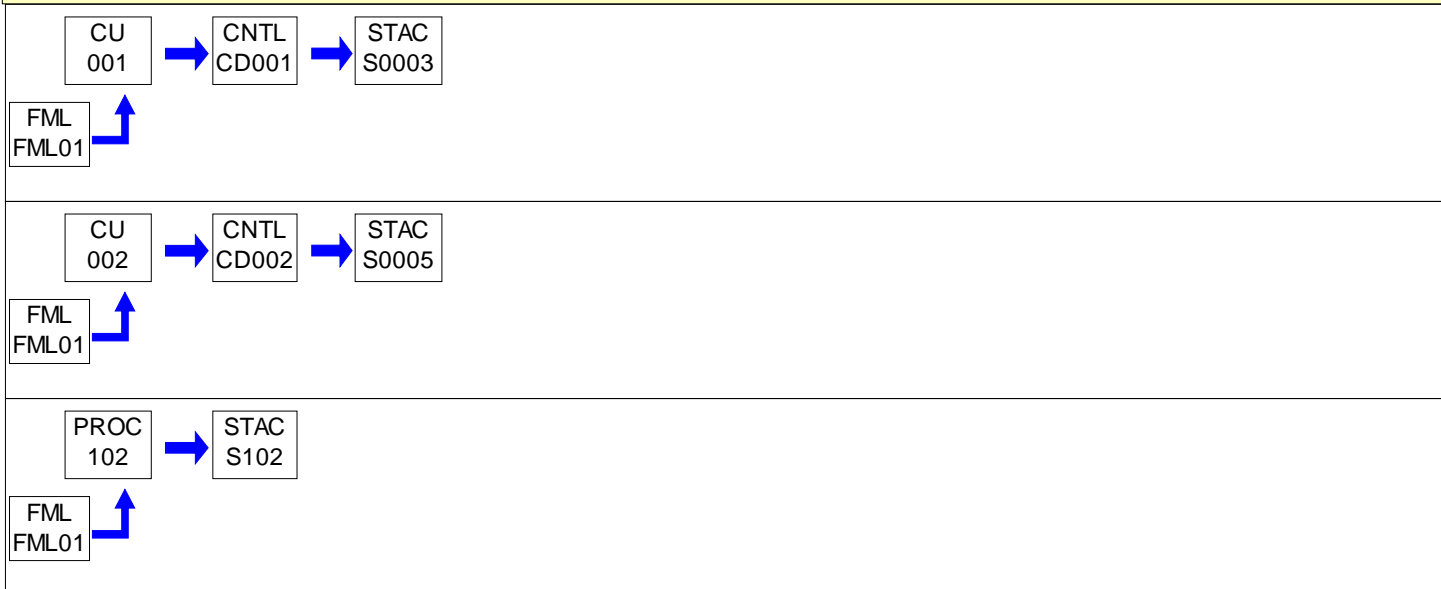 CU
001
CNTL
CD001
STAC
S0003
FML
FML01
CU
002
CNTL
CD002
STAC
S0005
FML
FML01
PROC
102
STAC
S102
FML
FML01